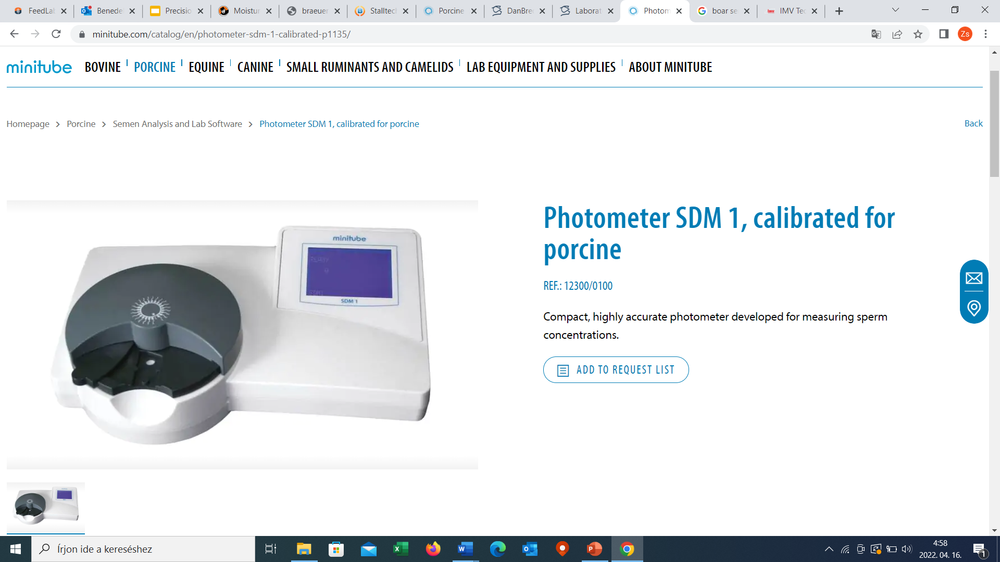 FeedLab
Benede
Precisio
Moistur
braeuer
Stalltech
Porcine
DanBree
Laborat
Photom
boar se
IMV Tec
minitube.com/catalog/en/photometer-sdm-1-calibrated-p1135/
Zs
minitube
BOVINE
PORCINE
EQUINE
CANINE
SMALL RUMINANTS AND CAMELIDS
LAB EQUIPMENT AND SUPPLIES
ABOUT MINITUBE
Homepage > Porcine > Semen Analysis and Lab Software > Photometer SDM 1, calibrated for porcine
Back
minitube
SDM 1
Photometer SDM 1, calibrated for
porcine
REF.: 12300/0100
Compact, highly accurate photometer developed for measuring sperm
concentrations.
ADD TO REQUEST LIST
Írjon ide a kereséshez
4:58
2022. 04. 16.
1